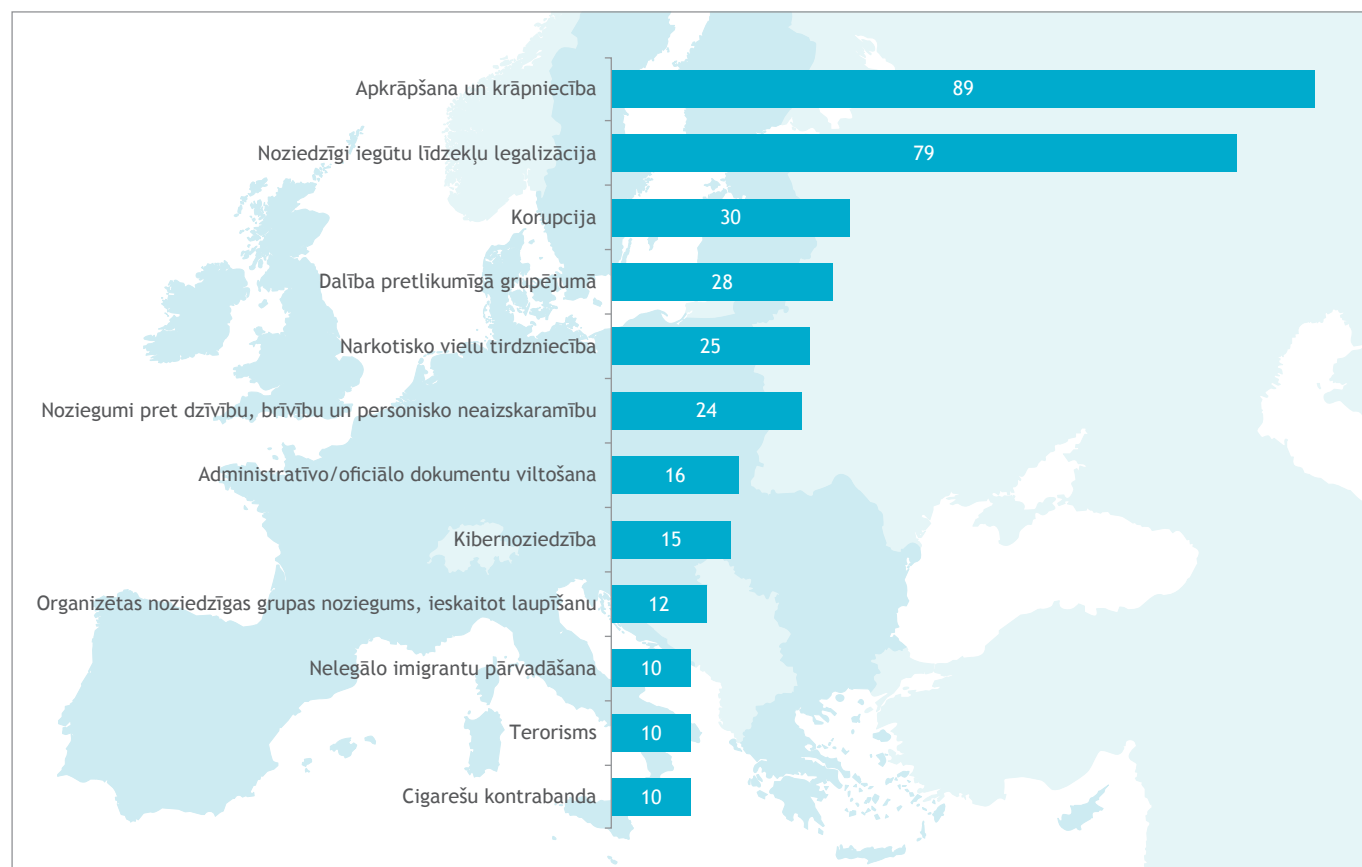 Apkrāpšana un krāpniecība 89
Noziedzīgi iegūtu līdzekļu legalizācija 79
Korupcija 30
Dalība pretlikumīgā grupējumā 28
Narkotisko vielu tirdzniecība 25
Noziegumi pret dzīvību, brīvību un personisko neaizskaramību 24
Administratīvo/oficiālo dokumentu viltošana 16
Kibernoziedzība 15
Organizētas noziedzīgas grupas noziegums, ieskaitot laupīšanu 12
Nelegālo imigrantu pārvadāšana 10
Terorisms 10
Cigarešu kontrabanda 10